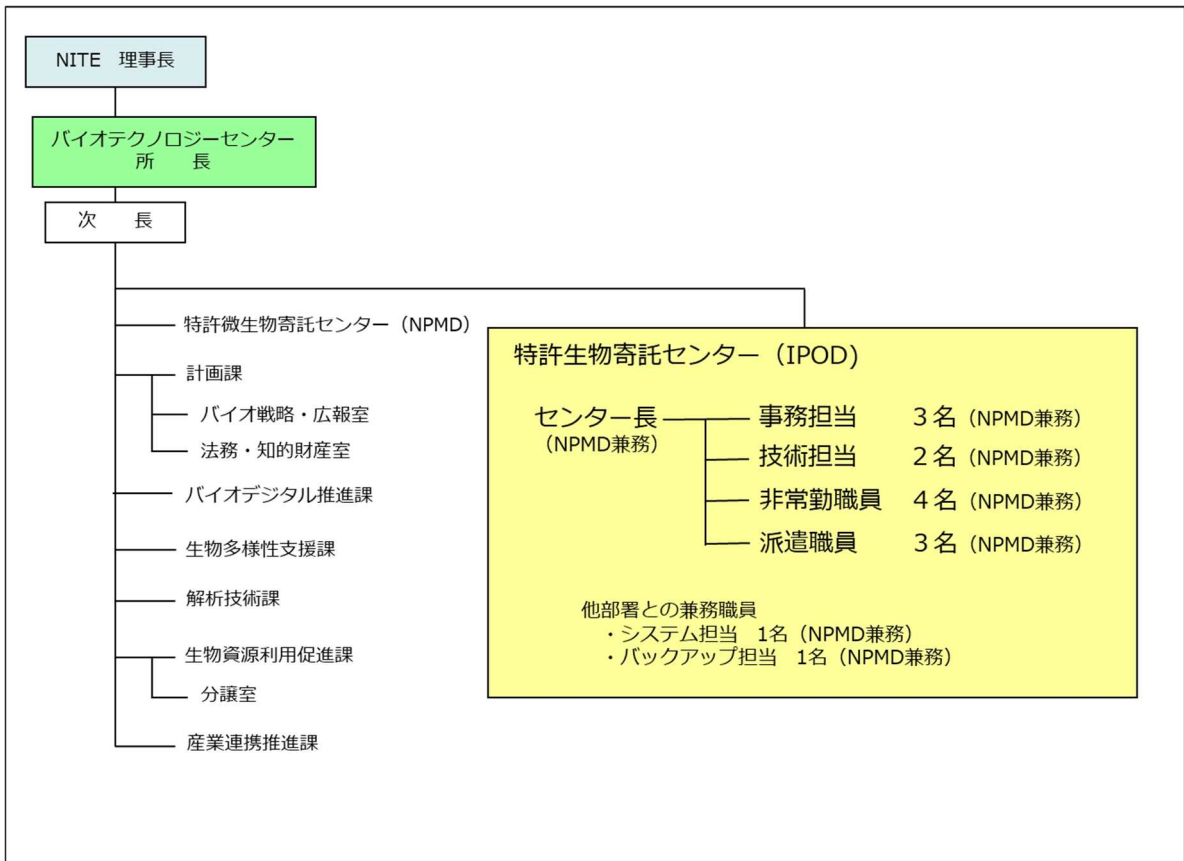 NITE　理事長
バイオテクノロジーセンター
所　　長
次　　長
特許微生物寄託センター（NPMD）
計画課
バイオ戦略・広報室
法務・知的財産室
バイオデジタル推進課
生物多様性支援課
解析技術課
生物資源利用促進課
分譲室
産業連携推進課
特許生物寄託センター（IPOD)
センター長
(NPMD兼務)
事務担当　　３名（NPMD兼務）
技術担当　　２名（NPMD兼務）
非常勤職員　４名（NPMD兼務）
派遣職員　　３名（NPMD兼務）
他部署との兼務職員
・システム担当　1名（NPMD兼務）
・バックアップ担当　1名（NPMD兼務）